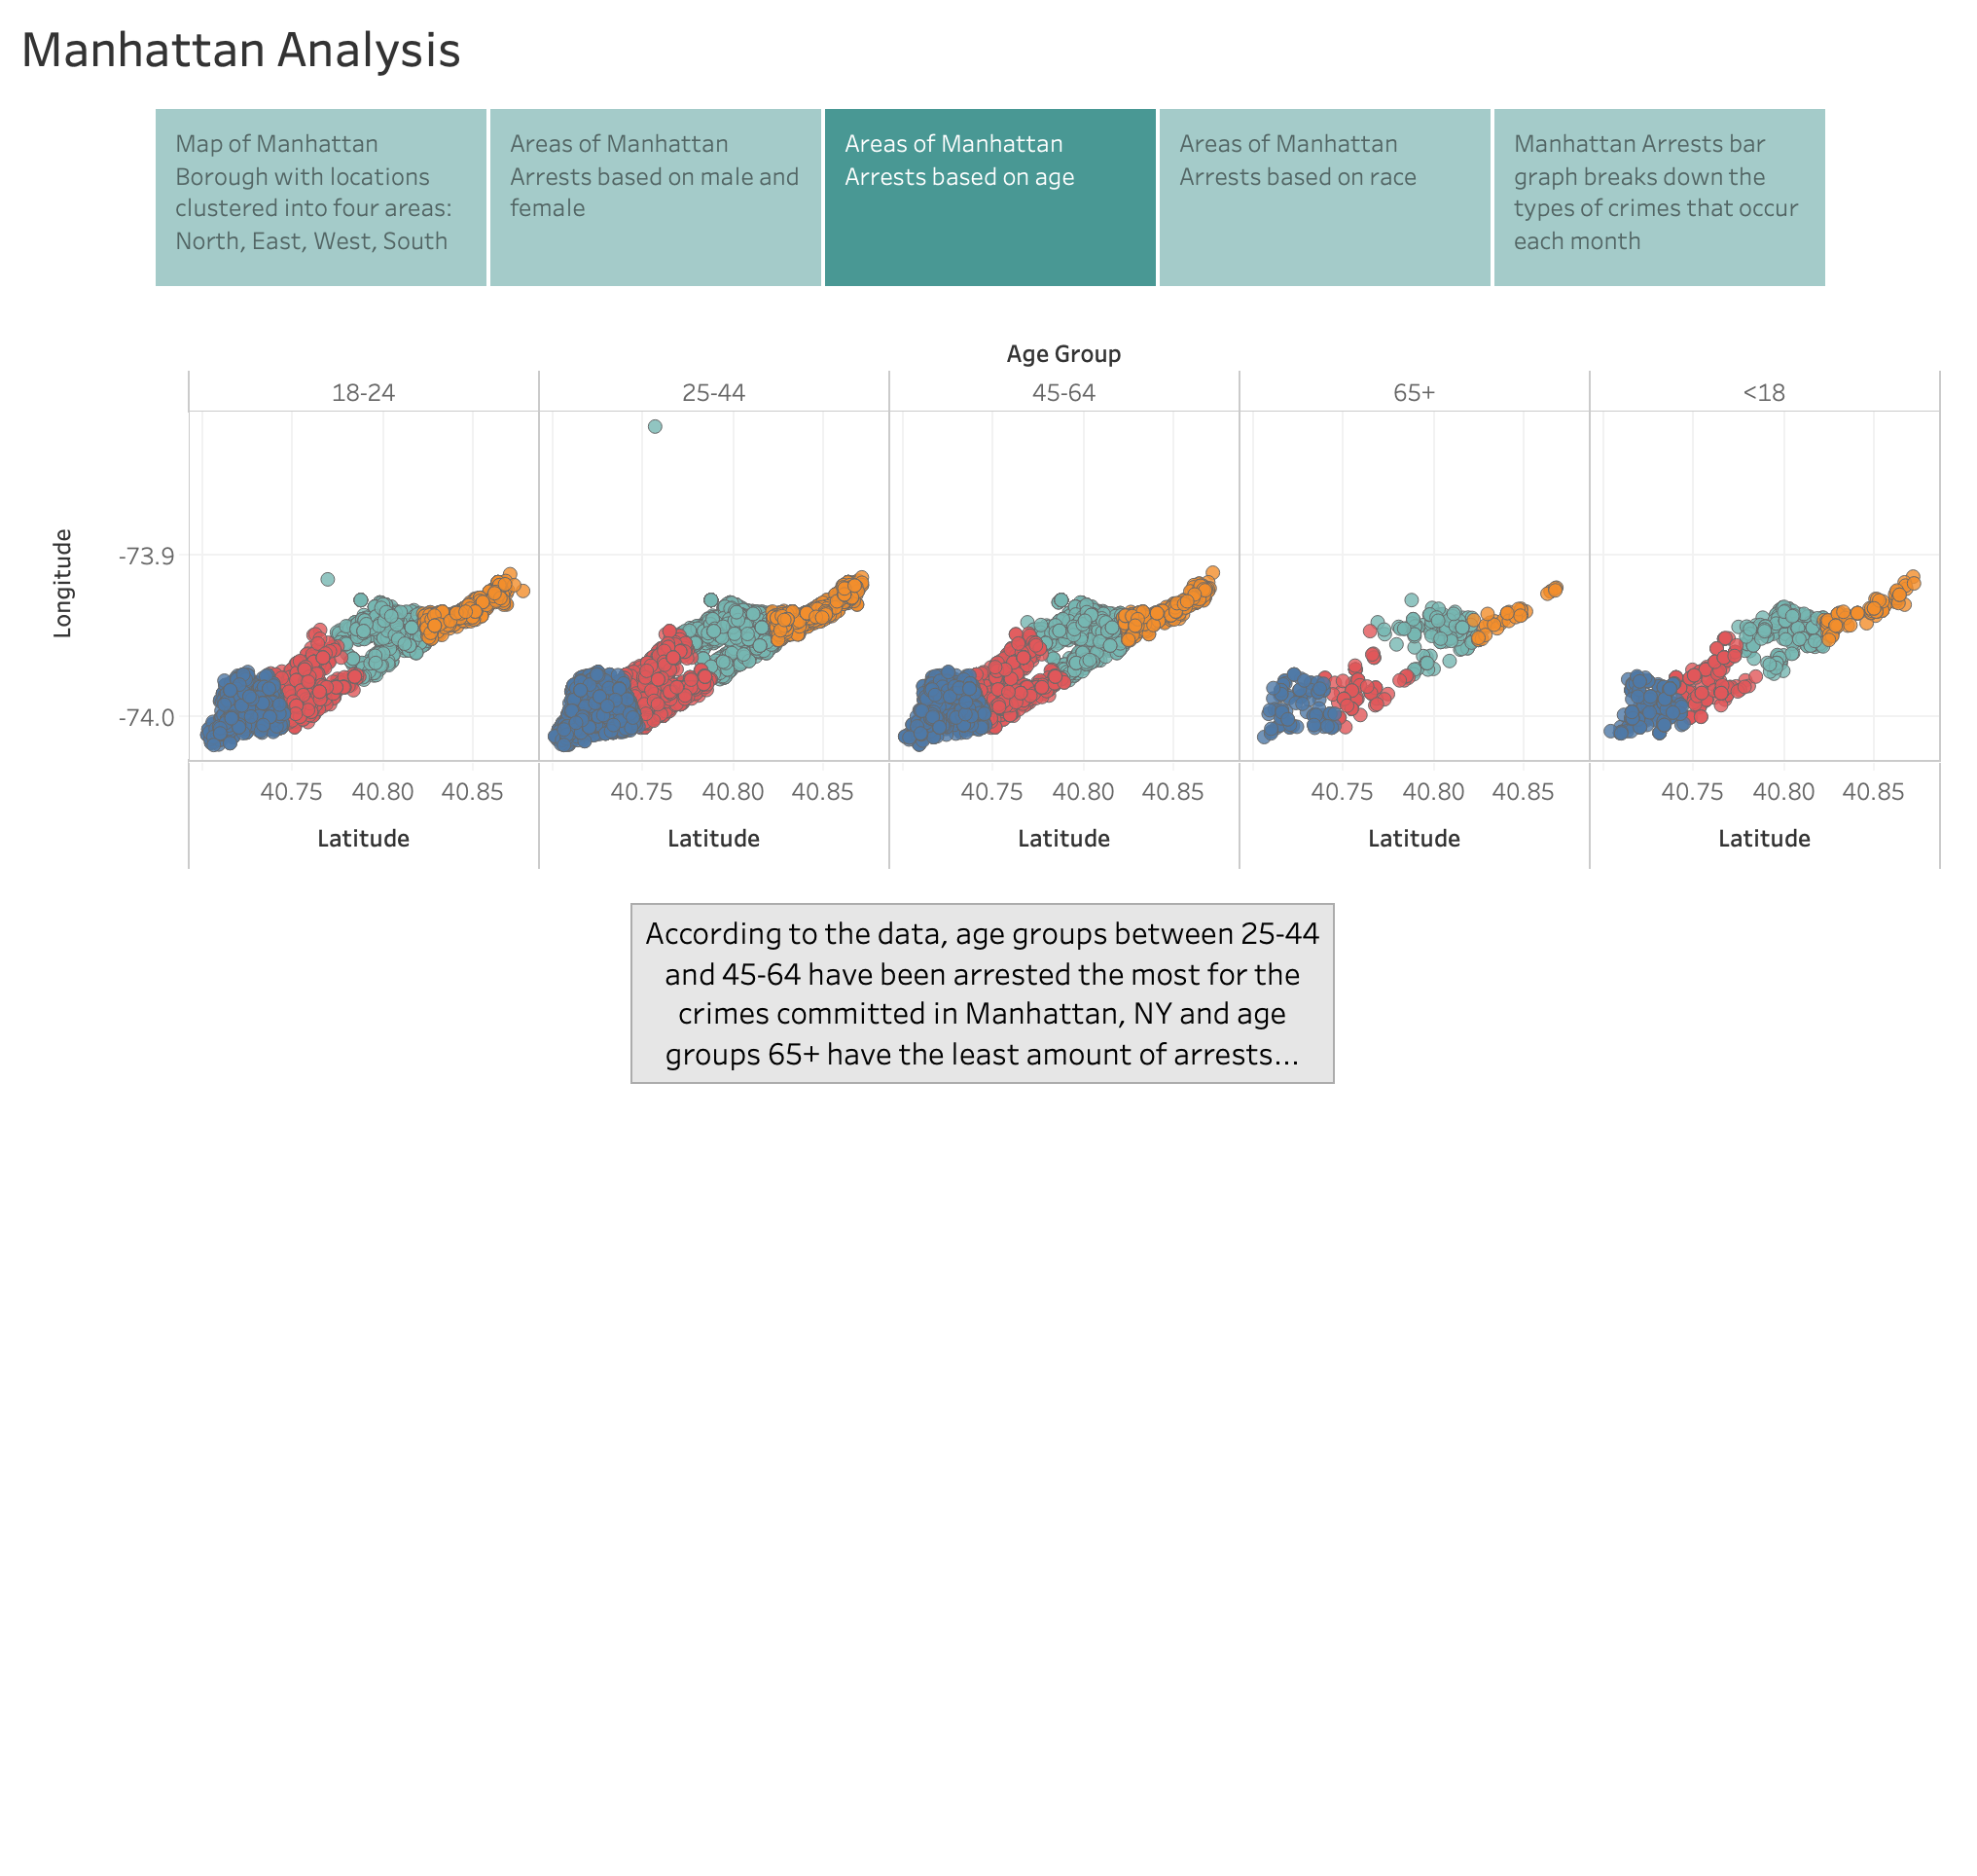 Manhattan Analysis
Map of Manhattan
Borough with locations
clustered into four areas:
North, East, West, South
Areas of Manhattan
Arrests based on male and
female
Areas of Manhattan
Arrests based on age
Areas of Manhattan
Arrests based on race
Manhattan Arrests bar
graph breaks down the
types of crimes that occur
each month
Age Group
18-24 25-44 45-64 65+ <18
Longitude
-73.9
-74.0
40.75 40.80 40.85 40.75 40.80 40.85 40.75 40.80 40.85 40.75 40.80 40.85 40.75 40.80 40.85
Latitude Latitude Latitude Latitude Latitude
According to the data, age groups between 25-44
and 45-64 have been arrested the most for the
crimes committed in Manhattan, NY and age
groups 65+ have the least amount of arrests...